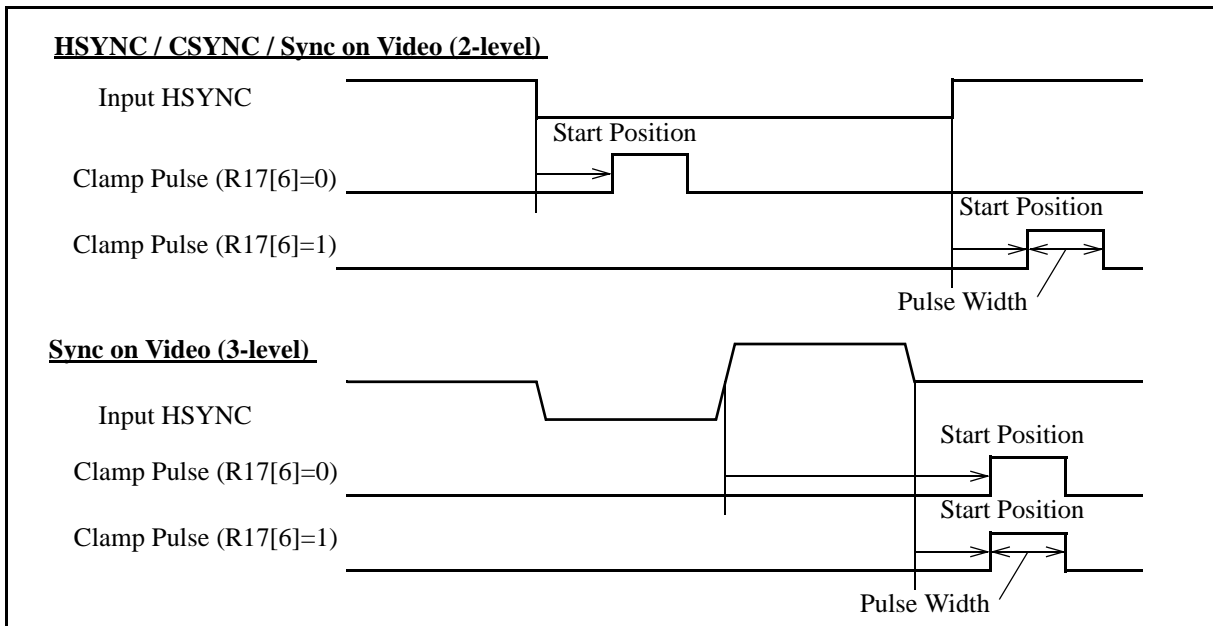 HSYNC / CSYNC / Sync on Video (2-level)
Input HSYNC
Start Position
Clamp Pulse (R17[6]=0)
Start Position
Clamp Pulse (R17[6]=1)
Pulse Width
Sync on Video (3-level)
Input HSYNC
Start Position
Clamp Pulse (R17[6]=0)
Start Position
Clamp Pulse (R17[6]=1)
Pulse Width